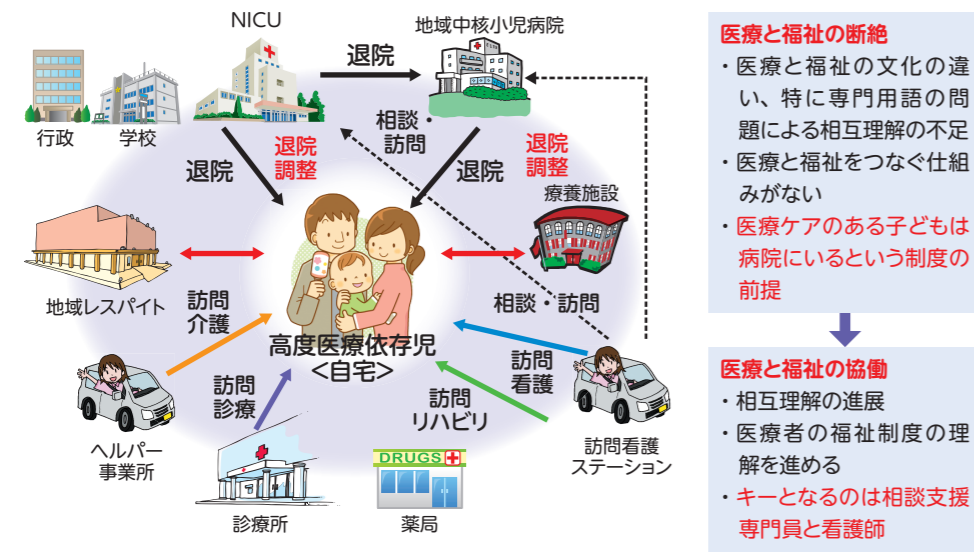 NICU
地域中核小児病院
退院
行政
学校
相談・
訪問
退院
退院
調整
退院
退院
調整
療養施設
地域レスパイト
訪問
介護
相談・訪問
高度医療依存児
<自宅>
訪問
看護
訪問
診療
訪問
リハビリ
ヘルパー
事業所
DRUGS
訪問看護
ステーション
診療所
薬局
医療と福祉の断絶
・医療と福祉の文化の違
い、特に専門用語の問
題による相互理解の不足
・医療と福祉をつなぐ仕組
みがない
・医療ケアのある子どもは
病院にいるという制度の
前提
医療と福祉の協働
・相互理解の進展
・医療者の福祉制度の理
解を進める
・キーとなるのは相談支援
専門員と看護師